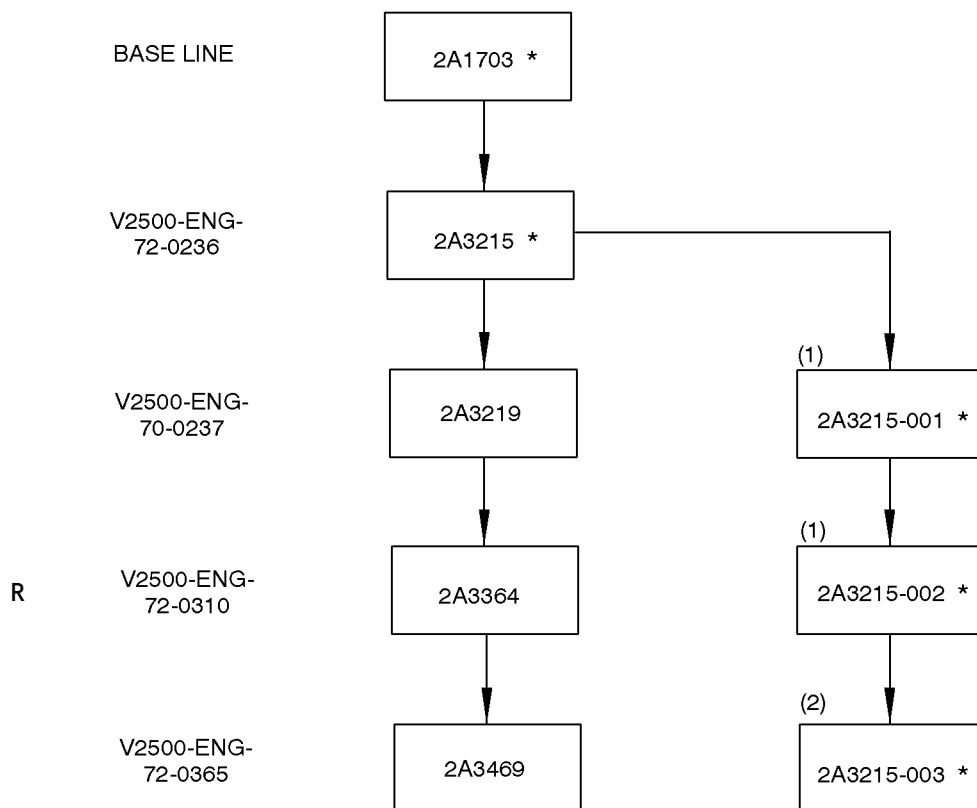 BASE LINE
2A1703 *
V2500-ENG-
72-0236
2A3215 *
(1)
V2500-ENG-
70-0237
2A3219
2A3215-001 *
(1)
R
V2500-ENG-
72-0310
2A3364
2A3215-002 *
(2)
V2500-ENG-
72-0365
2A3469
2A3215-003 *